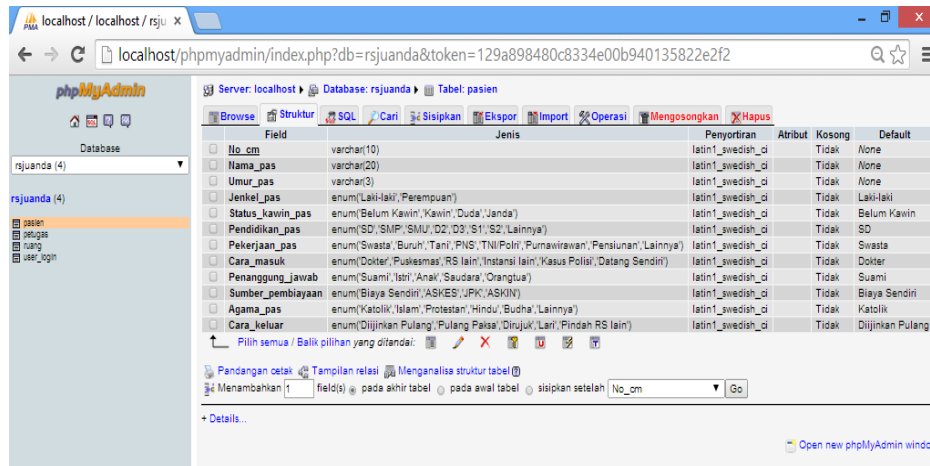 localhost / localhost / rsju
localhost/phpmyadmin/index.php?db=rsjuanda&token=129a898480c8334e00b940135822e2f2
phpMyAdmin
Database
rsjuanda (4)
rsjuanda (4)
pasien
petugas
ruang
user_login
Server: localhost Database: rsjuanda Tabel: pasien
Browse Struktur SQL Cari Sisipkan Ekspor Import Operasi Mengosongkan Hapus
Field Jenis Penyortiran Atribut Kosong Default
No_cm varchar(10) latin1_swedish_ci Tidak None
Nama_pas varchar(20) latin1_swedish_ci Tidak None
Umur_pas varchar(3) latin1_swedish_ci Tidak None
Jenkel_pas enum('Laki-laki','Perempuan') latin1_swedish_ci Tidak Laki-laki
Status_kawin_pas enum('Belum Kawin','Kawin','Duda','Janda') latin1_swedish_ci Tidak Belum Kawin
Pendidikan_pas enum('SD','SMP','SMU','D2','D3','S1','S2','Lainnya') latin1_swedish_ci Tidak SD
Pekerjaan_pas enum('Swasta','Buruh','Tani','PNS','TNI/Polri','Purnawirawan','Pensiunan','Lainnya') latin1_swedish_ci Tidak Swasta
Cara_masuk enum('Dokter','Puskesmas','RS lain','Instansi lain','Kasus Polisi','Datang Sendiri') latin1_swedish_ci Tidak Dokter
Penanggung_jawab enum('Suami','Istri','Anak','Saudara','Orangtua') latin1_swedish_ci Tidak Suami
Sumber_pembiayaan enum('Biaya Sendiri','ASKES','JPK','ASKIN') latin1_swedish_ci Tidak Biaya Sendiri
Agama_pas enum('Katolik','Islam','Protestan','Hindu','Budha','Lainnya') latin1_swedish_ci Tidak Katolik
Cara_keluar enum('Diijinkan Pulang','Pulang Paksa','Dirujuk','Lari','Pindah RS lain') latin1_swedish_ci Tidak Diijinkan Pulang
Pilih semua / Balik pilihan yang ditandai:
Pandangan cetak Tampilan relasi Menganalisa struktur tabel
Menambahkan 1 field(s) pada akhir tabel pada awal tabel sisipkan setelah No_cm Go
+ Details...
Open new phpMyAdmin windo